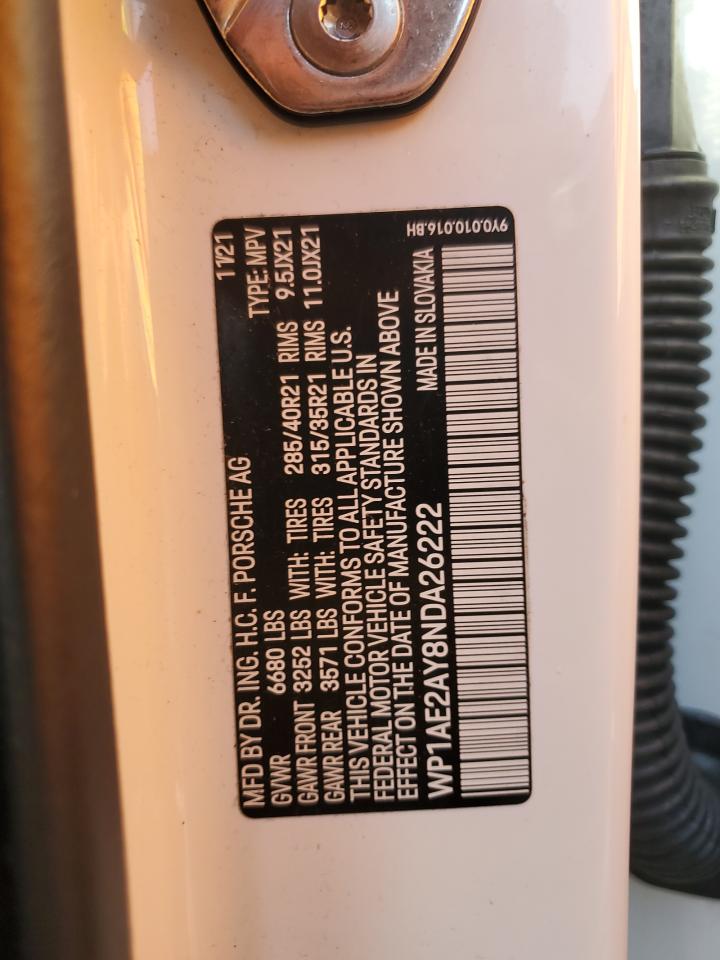 MFD BY DR. ING. H.C. F. PORSCHE AG 11/21
GVWR 6680 LBS TYPE: MPV
GAWR FRONT 3252 LBS WITH: TIRES 285/40R21 RIMS 9.5JX21
GAWR REAR 3571 LBS WITH: TIRES 315/35R21 RIMS 11.0JX21
THIS VEHICLE CONFORMS TO ALL APPLICABLE U.S.
FEDERAL MOTOR VEHICLE SAFETY STANDARDS IN
EFFECT ON THE DATE OF MANUFACTURE SHOWN ABOVE
9Y0.010.016.BH
WP1AE2AY8NDA26222 MADE IN SLOVAKIA